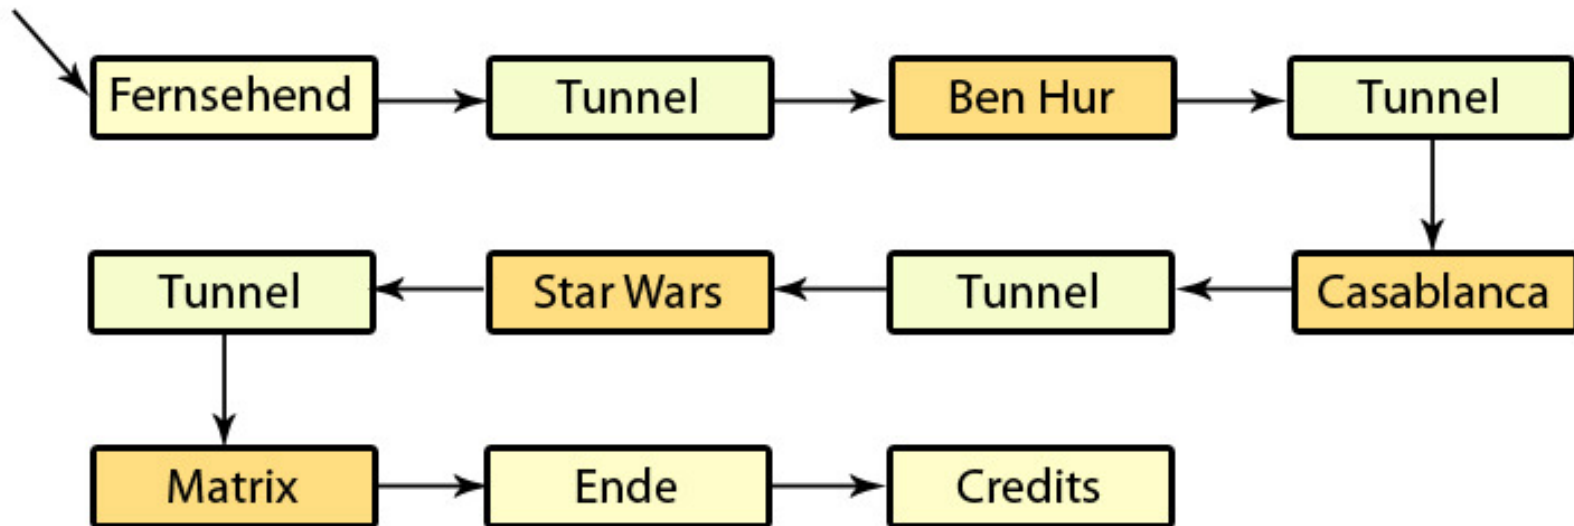 Fernsehend
Tunnel
Ben Hur
Tunnel
Casablanca
Tunnel
Star Wars
Tunnel
Matrix
Ende
Credits